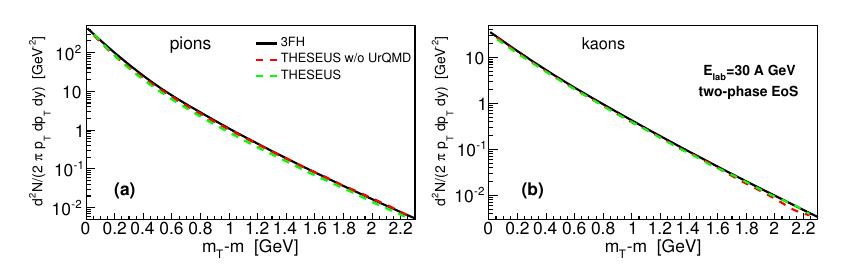 d²N/(2 π p_T dp_T dy) [GeV⁻²]
10²
10
1
10⁻¹
10⁻²
pions
3FH
THESEUS w/o UrQMD
THESEUS
(a)
0 0.2 0.4 0.6 0.8 1 1.2 1.4 1.6 1.8 2 2.2
m_T-m [GeV]
d²N/(2 π p_T dp_T dy) [GeV⁻²]
10
1
10⁻¹
10⁻²
kaons
E_lab=30 A GeV
two-phase EoS
(b)
0 0.2 0.4 0.6 0.8 1 1.2 1.4 1.6 1.8 2 2.2
m_T-m [GeV]